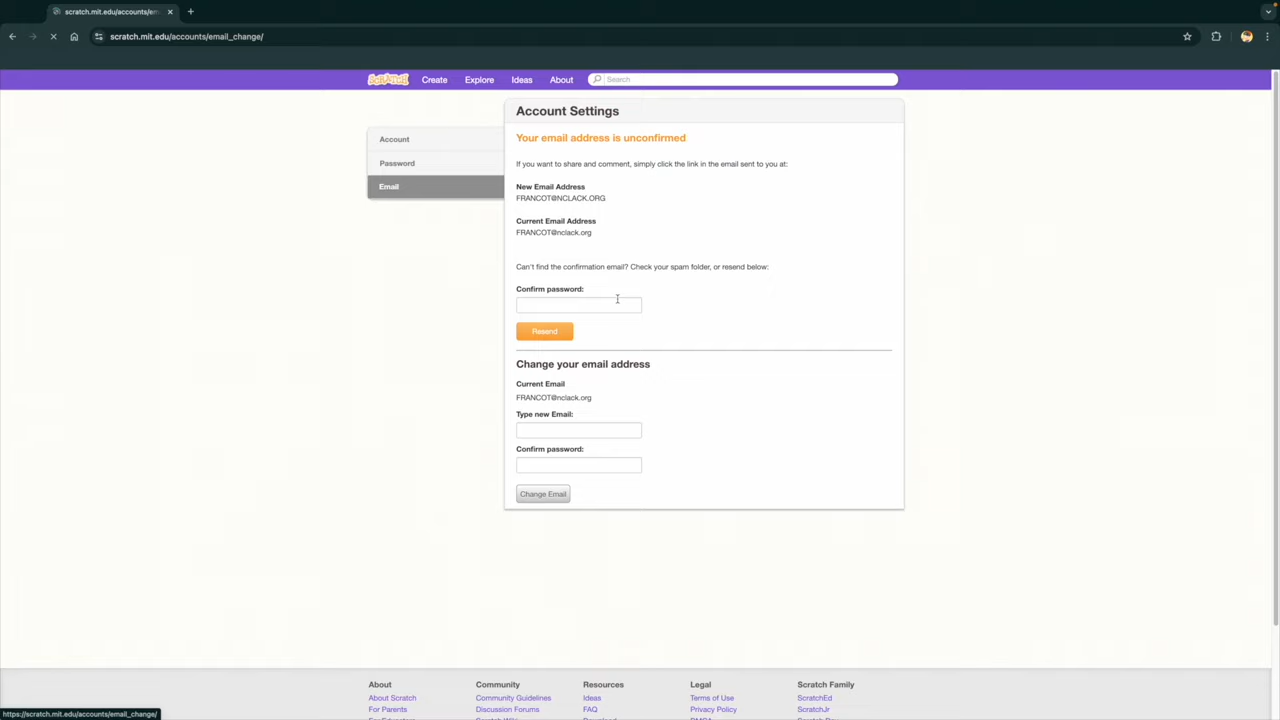 scratch.mit.edu/accounts/em
scratch.mit.edu/accounts/email_change/
SCRATCH
Create
Explore
Ideas
About
Search
Account Settings
Account
Password
Email
Your email address is unconfirmed
If you want to share and comment, simply click the link in the email sent to you at:
New Email Address
FRANCOT@NCLACK.ORG
Current Email Address
FRANCOT@nclack.org
Can't find the confirmation email? Check your spam folder, or resend below:
Confirm password:
Resend
Change your email address
Current Email
FRANCOT@nclack.org
Type new Email:
Confirm password:
Change Email
About
Community
Resources
Legal
Scratch Family
About Scratch
Community Guidelines
Ideas
Terms of Use
ScratchEd
For Parents
Discussion Forums
FAQ
Privacy Policy
ScratchJr
https://scratch.mit.edu/accounts/email_change/